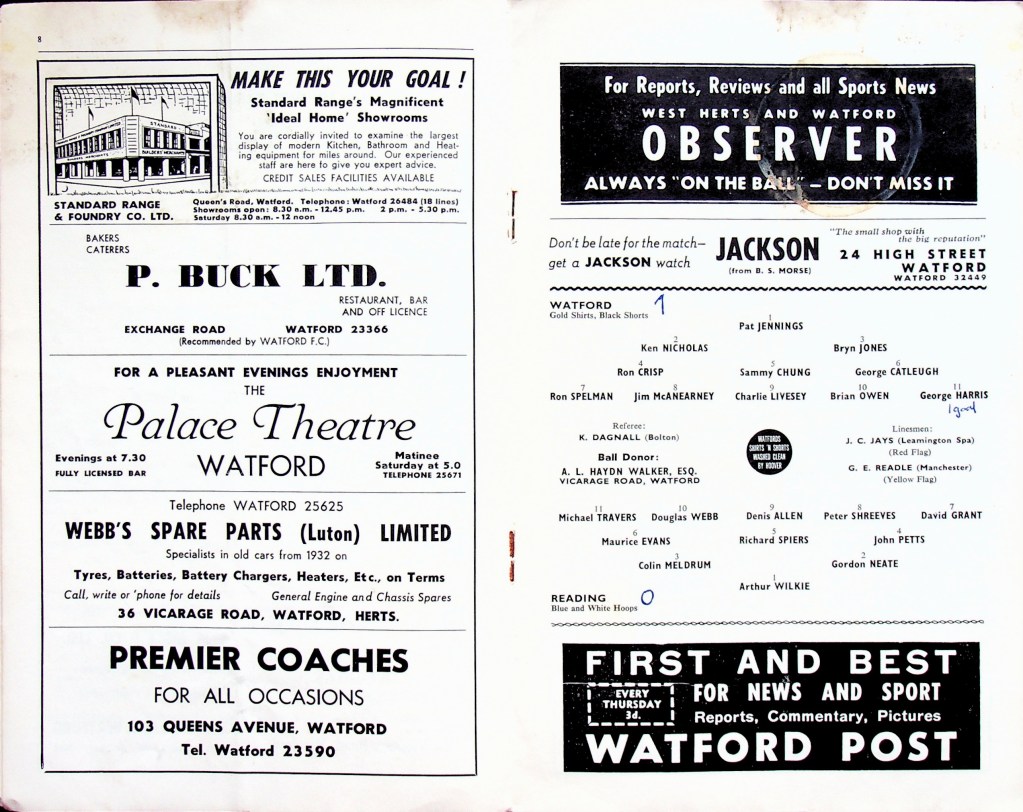 8
MAKE THIS YOUR GOAL !
Standard Range's Magnificent
'Ideal Home' Showrooms
You are cordially invited to examine the largest
display of modern Kitchen, Bathroom and Heat-
ing equipment for miles around. Our experienced
staff are here to give you expert advice.
CREDIT SALES FACILITIES AVAILABLE
STANDARD
BUILDERS MERCHANTS
STANDARD RANGE
& FOUNDRY CO. LTD.
Queen's Road, Watford. Telephone: Watford 26484 (18 lines)
Showrooms open: 8.30 a.m. - 12.45 p.m. 2 p.m. - 5.30 p.m.
Saturday 8.30 a.m. - 12 noon
BAKERS
CATERERS
P. BUCK LTD.
RESTAURANT, BAR
AND OFF LICENCE
EXCHANGE ROAD WATFORD 23366
(Recommended by WATFORD F.C.)
FOR A PLEASANT EVENINGS ENJOYMENT
THE
Palace Theatre
Evenings at 7.30
FULLY LICENSED BAR
WATFORD
Matinee
Saturday at 5.0
TELEPHONE 25671
Telephone WATFORD 25625
WEBB'S SPARE PARTS (Luton) LIMITED
Specialists in old cars from 1932 on
Tyres, Batteries, Battery Chargers, Heaters, Etc., on Terms
Call, write or 'phone for details General Engine and Chassis Spares
36 VICARAGE ROAD, WATFORD, HERTS.
PREMIER COACHES
FOR ALL OCCASIONS
103 QUEENS AVENUE, WATFORD
Tel. Watford 23590
For Reports, Reviews and all Sports News
WEST HERTS AND WATFORD
OBSERVER
ALWAYS "ON THE BALL" – DON'T MISS IT
Don't be late for the match–
get a JACKSON watch
JACKSON
(from B. S. MORSE)
"The small shop with
the big reputation"
24 HIGH STREET
WATFORD
WATFORD 32449
WATFORD 1
Gold Shirts, Black Shorts
1
Pat JENNINGS
2 3
Ken NICHOLAS Bryn JONES
4 5 6
Ron CRISP Sammy CHUNG George CATLEUGH
7 8 9 10 11
Ron SPELMAN Jim McANEARNEY Charlie LIVESEY Brian OWEN George HARRIS
1 goal
Referee:
K. DAGNALL (Bolton)
Ball Donor:
A. L. HAYDN WALKER, ESQ.
VICARAGE ROAD, WATFORD
WATFORDS
SHIRTS 'N SHORTS
WASHED CLEAN
BY HOOVER
Linesmen:
J. C. JAYS (Leamington Spa)
(Red Flag)
G. E. READLE (Manchester)
(Yellow Flag)
11 10 9 8 7
Michael TRAVERS Douglas WEBB Denis ALLEN Peter SHREEVES David GRANT
6 5 4
Maurice EVANS Richard SPIERS John PETTS
3 2
Colin MELDRUM Gordon NEATE
1
Arthur WILKIE
READING 0
Blue and White Hoops
FIRST AND BEST
EVERY
THURSDAY
3d.
FOR NEWS AND SPORT
Reports, Commentary, Pictures
WATFORD POST